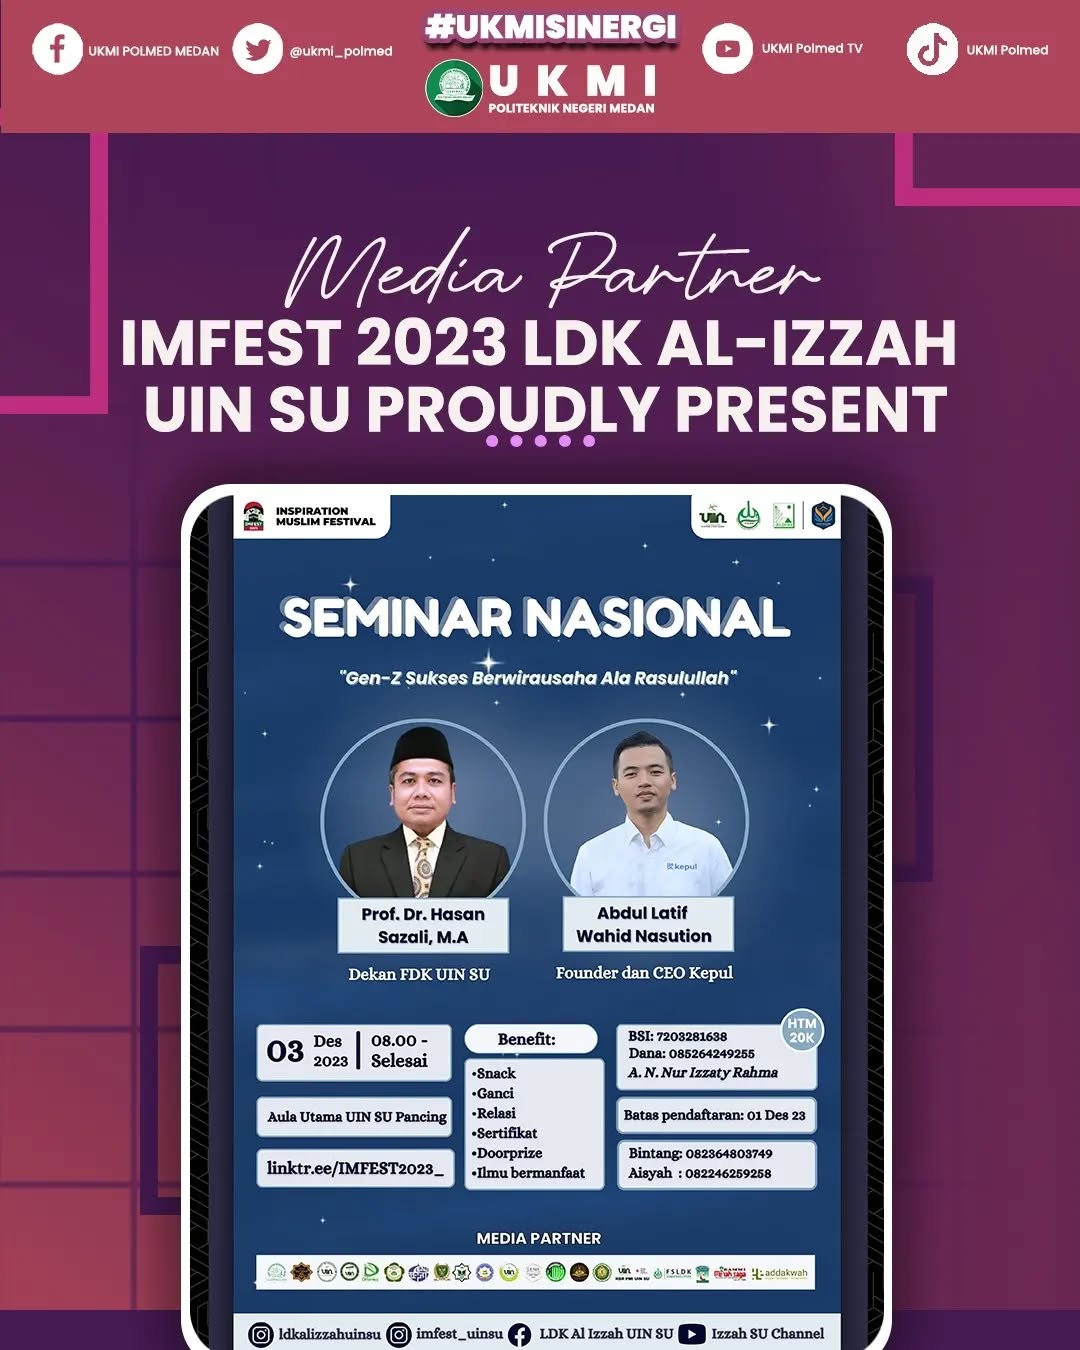 #UKMISINERGI
UKMI POLMED MEDAN
@ukmi_polmed
UKMI
POLITEKNIK NEGERI MEDAN
UKMI Polmed TV
UKMI Polmed
Media Partner
IMFEST 2023 LDK AL-IZZAH
UIN SU PROUDLY PRESENT
INSPIRATION
MUSLIM FESTIVAL
SEMINAR NASIONAL
"Gen-Z Sukses Berwirausaha Ala Rasulullah"
kepul
Prof. Dr. Hasan
Sazali, M.A
Dekan FDK UIN SU
Abdul Latif
Wahid Nasution
Founder dan CEO Kepul
03 Des 2023 | 08.00 - Selesai
Aula Utama UIN SU Pancing
linktr.ee/IMFEST2023_
Benefit:
•Snack
•Ganci
•Relasi
•Sertifikat
•Doorprize
•Ilmu bermanfaat
HTM
20K
BSI: 7203281638
Dana: 085264249255
A. N. Nur Izzaty Rahma
Batas pendaftaran: 01 Des 23
Bintang: 082364803749
Aisyah : 082246259258
MEDIA PARTNER
FSLDK
addakwah
ldkalizzahuinsu
imfest_uinsu
LDK Al Izzah UIN SU
Izzah SU Channel